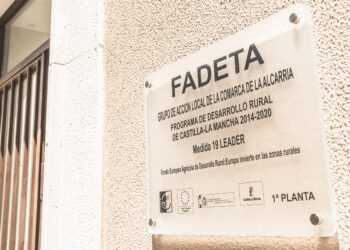 FADETA
GRUPO DE ACCION LOCAL DE LA COMARCA DE LA ALCARRIA
PROGRAMA DE DESARROLLO RURAL
DE CASTILLA-LA MANCHA 2014-2020
Medida 19 LEADER
Fondo Europeo Agrícola de Desarrollo Rural:Europa invierte en las zonas rurales
1ª PLANTA